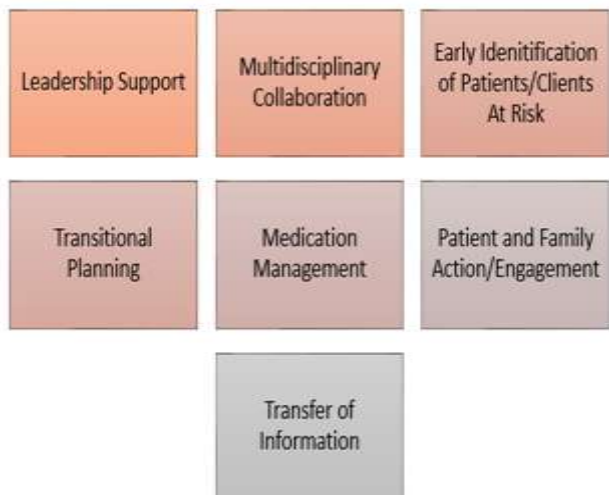 Leadership Support
Multidisciplinary
Collaboration
Early Idenitification
of Patients/Clients
At Risk
Transitional
Planning
Medication
Management
Patient and Family
Action/Engagement
Transfer of
Information